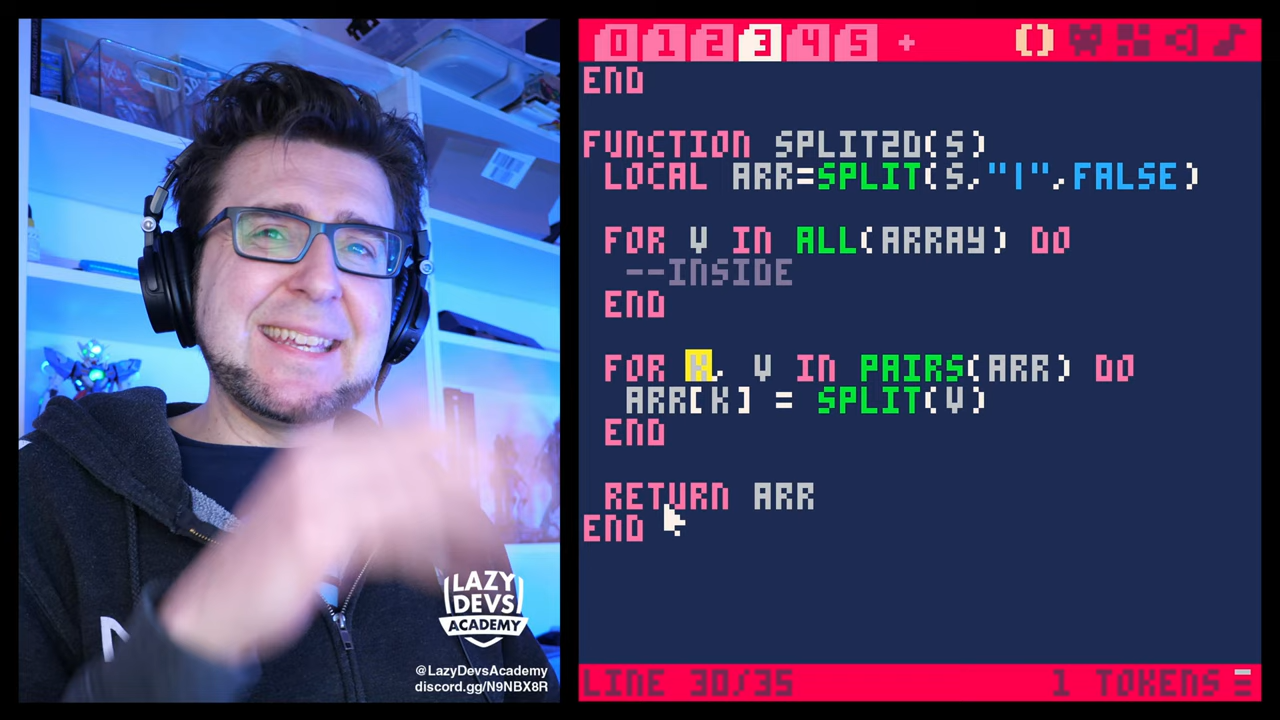 LAZY
DEVS
ACADEMY
@LazyDevsAcademy
discord.gg/N9NBX8R
0 1 2 3 4 5 +
END
FUNCTION SPLIT2D(S)
LOCAL ARR=SPLIT(S,"|",FALSE)
FOR V IN ALL(ARRAY) DO
--INSIDE
END
FOR K, V IN PAIRS(ARR) DO
ARR[K] = SPLIT(V)
END
RETURN ARR
END
LINE 30/35
1 TOKENS